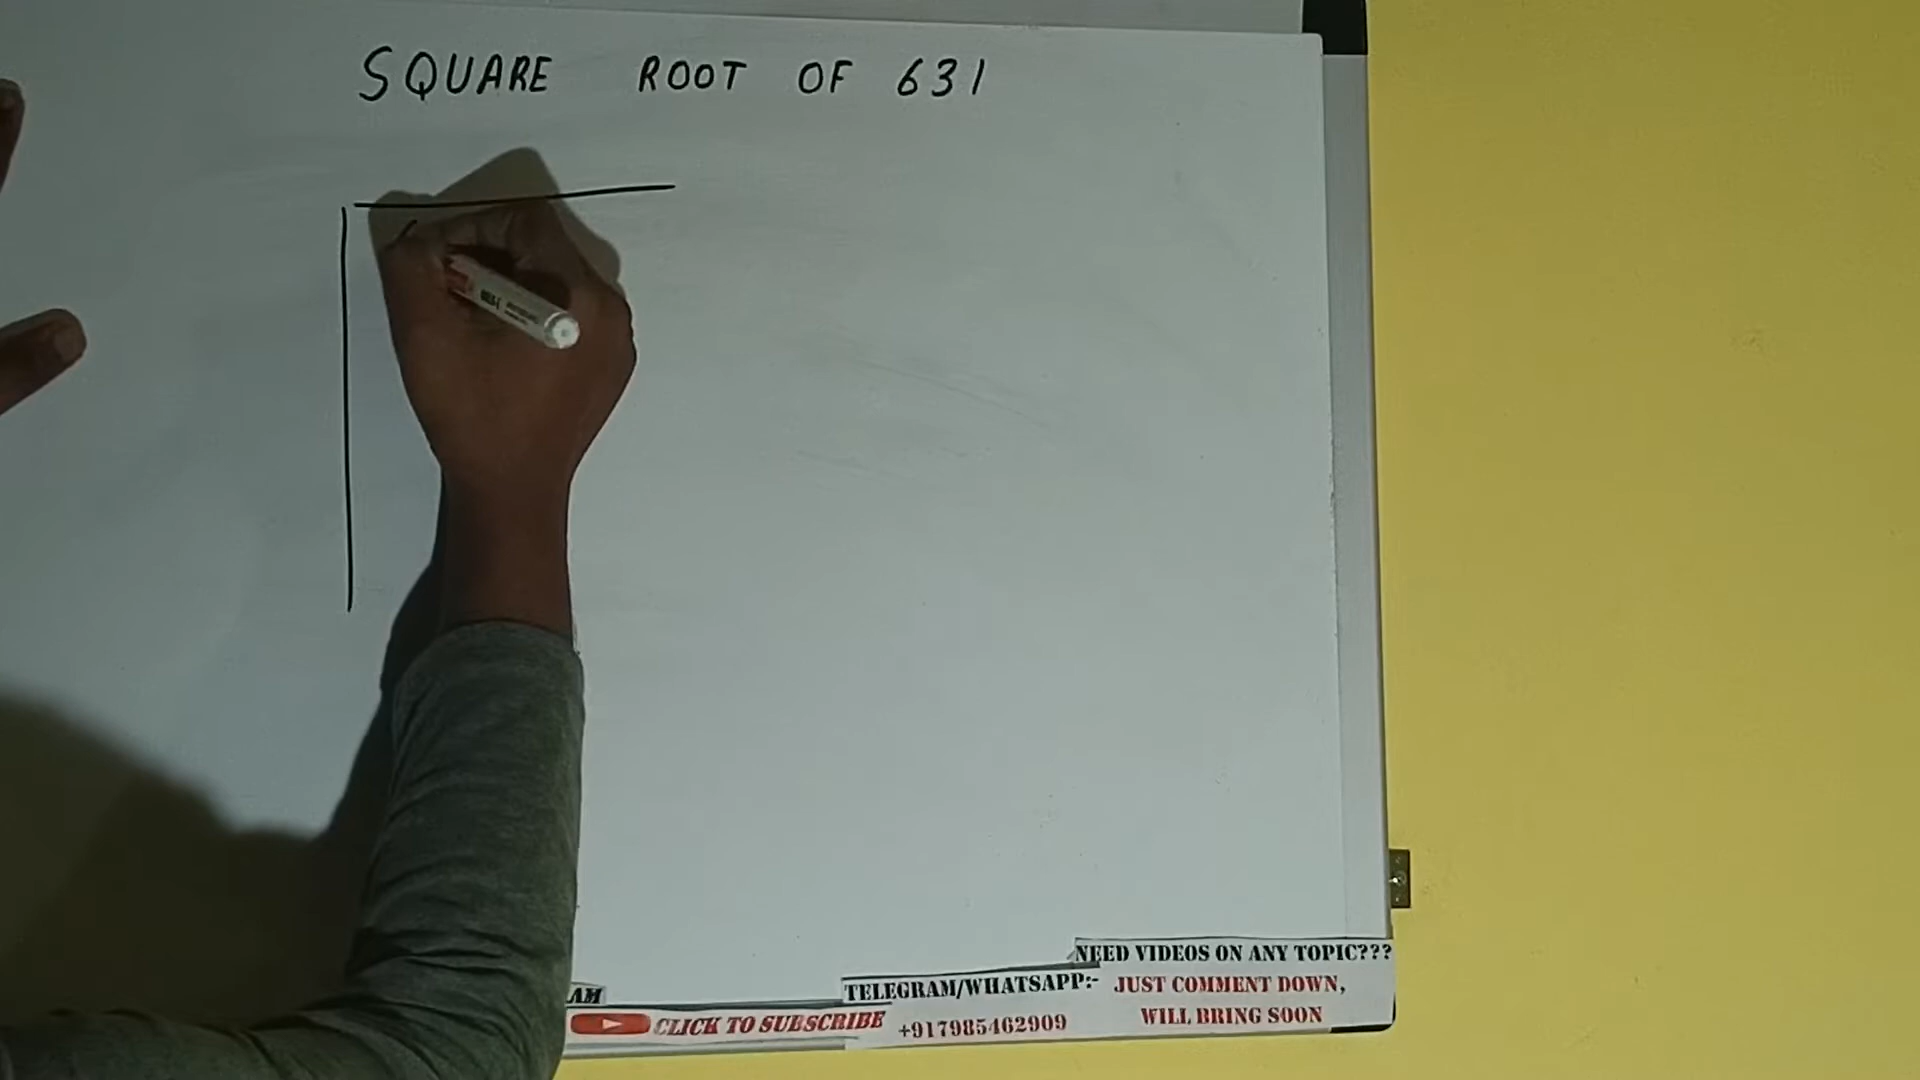 SQUARE ROOT OF 631
NEED VIDEOS ON ANY TOPIC???
JUST COMMENT DOWN,
WILL BRING SOON
TELEGRAM/WHATSAPP:-
+917985462909
AM
CLICK TO SUBSCRIBE